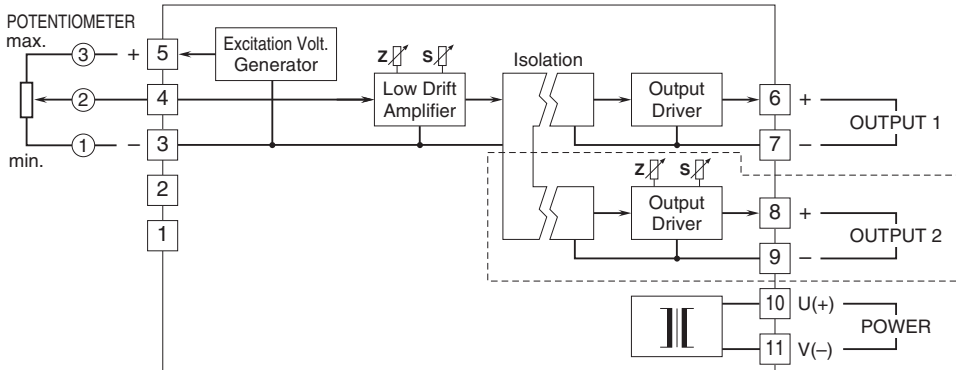 POTENTIOMETER
max.
3 + 5
Excitation Volt.
Generator
Z S
Isolation
2 4
Low Drift
Amplifier
Output
Driver
6 +
OUTPUT 1
1 – 3
7 –
min.
2
Z S
1
Output
Driver
8 +
OUTPUT 2
9 –
10 U(+)
POWER
11 V(–)